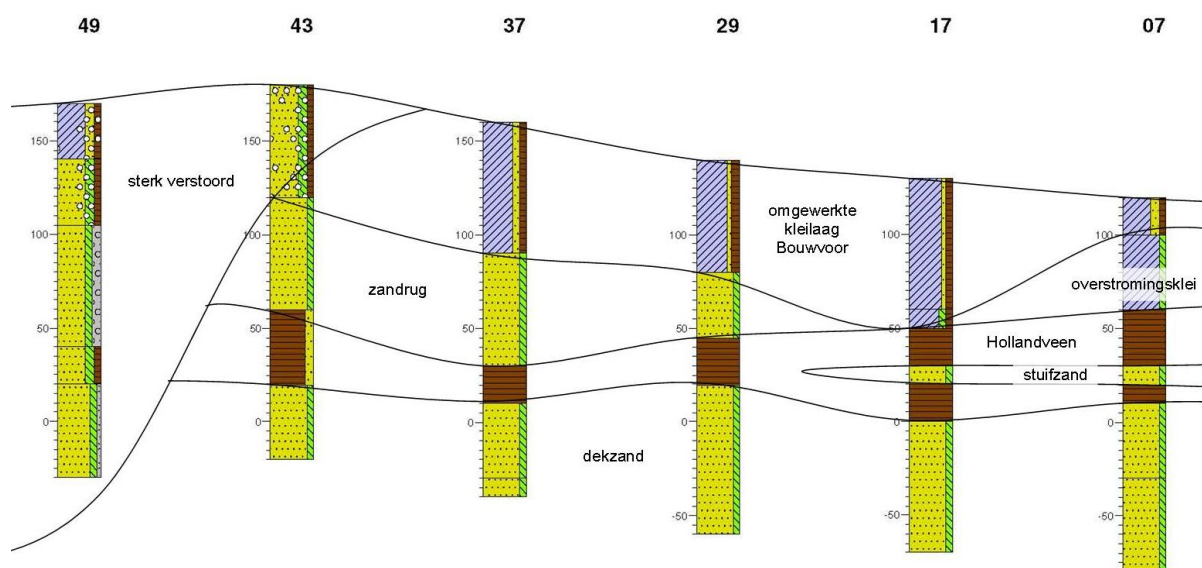 49 43 37 29 17 07
150 150 150
sterk verstoord
omgewerkte
kleilaag
Bouwvoor
100 100 100 100 100 100
zandrug
overstromingsklei
50 50 50 50 50 50
Hollandveen
stuifzand
0 0 0 0 0 0
dekzand
-50 -50 -50